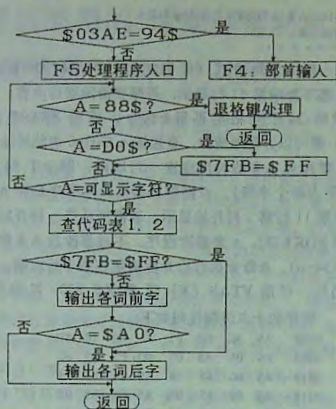 $03AE=94$
是
否
F5处理程序人口
F4：部首输人
A=88$？
是
退格键处理
否
返回
A=D0$？
是
否
$7FB=$FF
否
A=可显示字符？
是
查代码表1．2
$7FB=$FF？
是
否
输出各词前字
否
A=$A0？
是
输出各词后字
返回